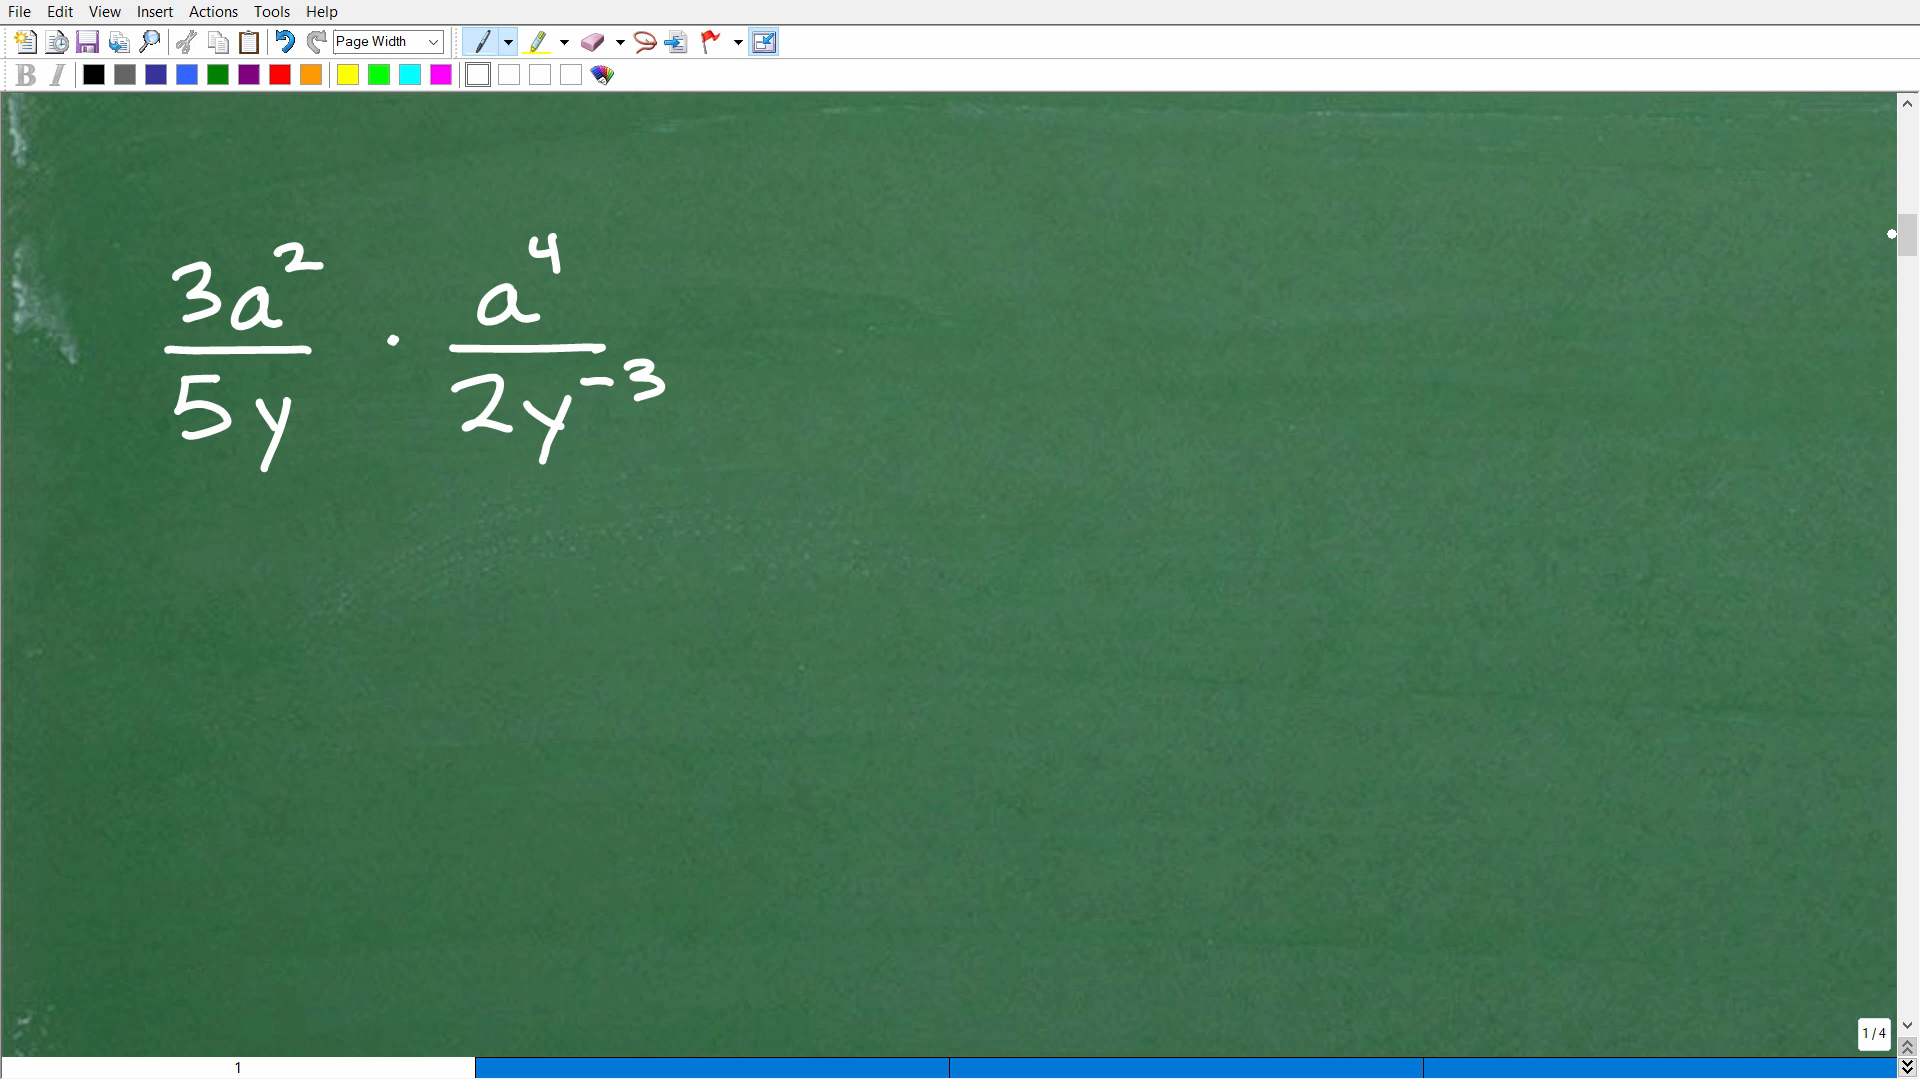 File Edit View Insert Actions Tools Help
Page Width
B I
3a² / 5y · a⁴ / 2y⁻³
1 / 4
1